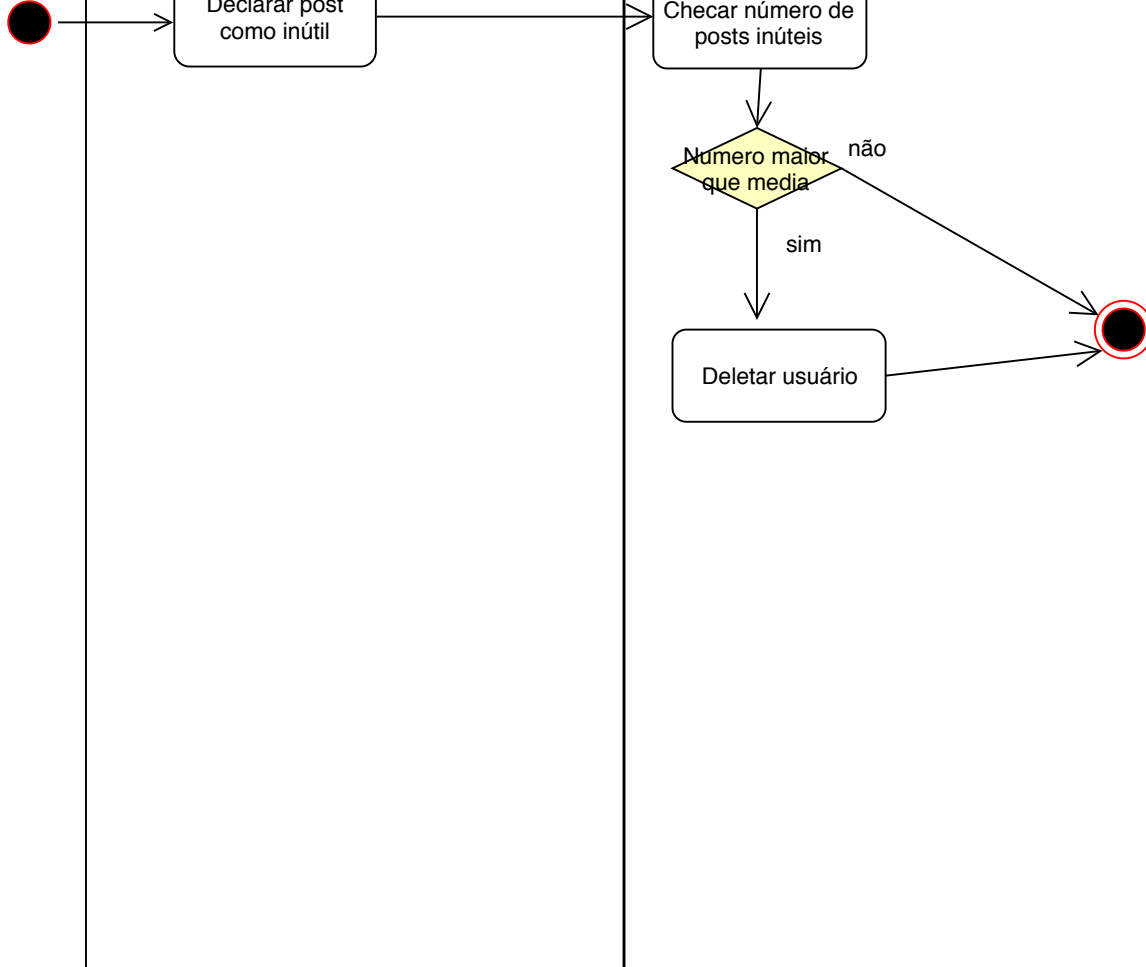 Declarar post
como inútil
Checar número de
posts inúteis
Numero maior
que media
não
sim
Deletar usuário